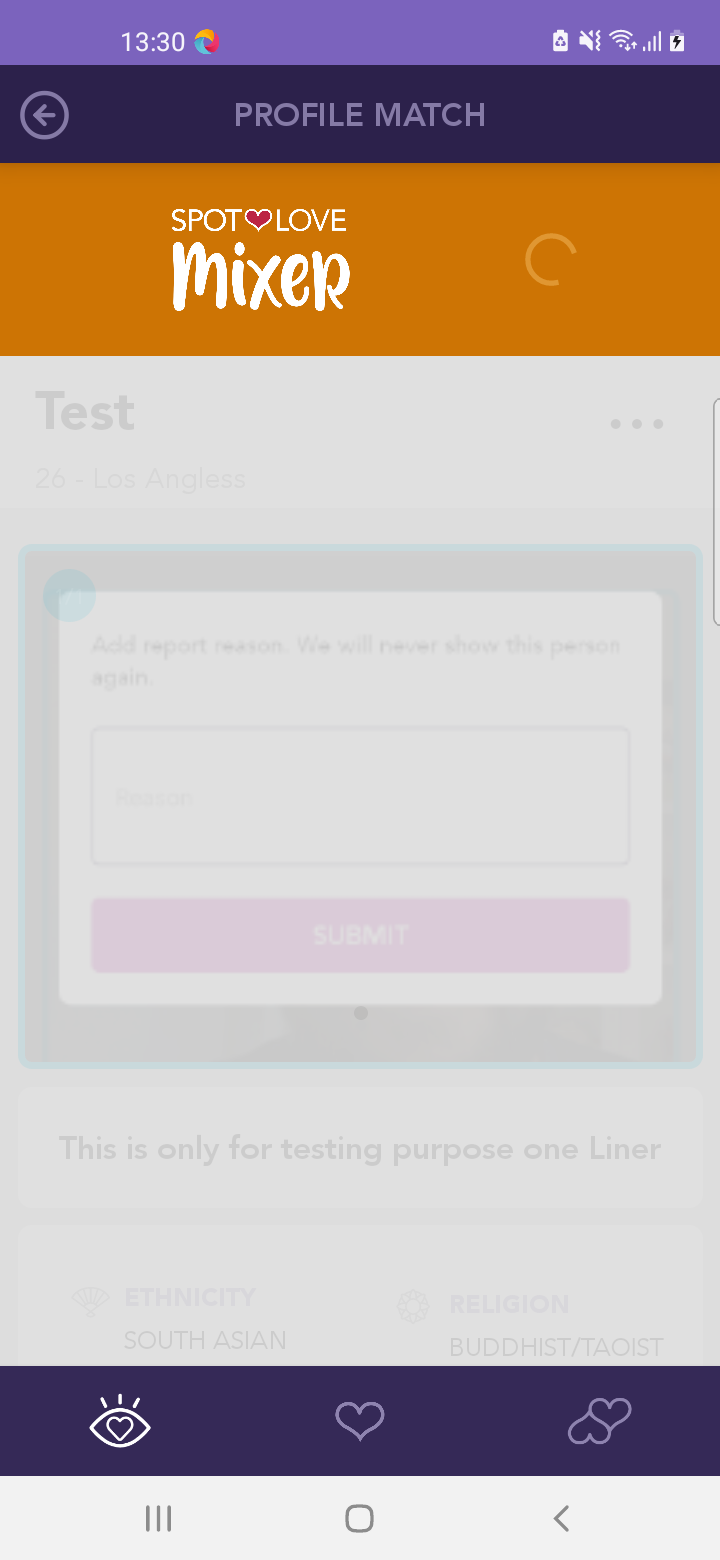 13:30
PROFILE MATCH
SPOT LOVE
Mixer
Test
26 - Los Angless
Add report reason. We will never show this person
again.
Reason
SUBMIT
This is only for testing purpose one Liner
ETHNICITY
SOUTH ASIAN
RELIGION
BUDDHIST/TAOIST